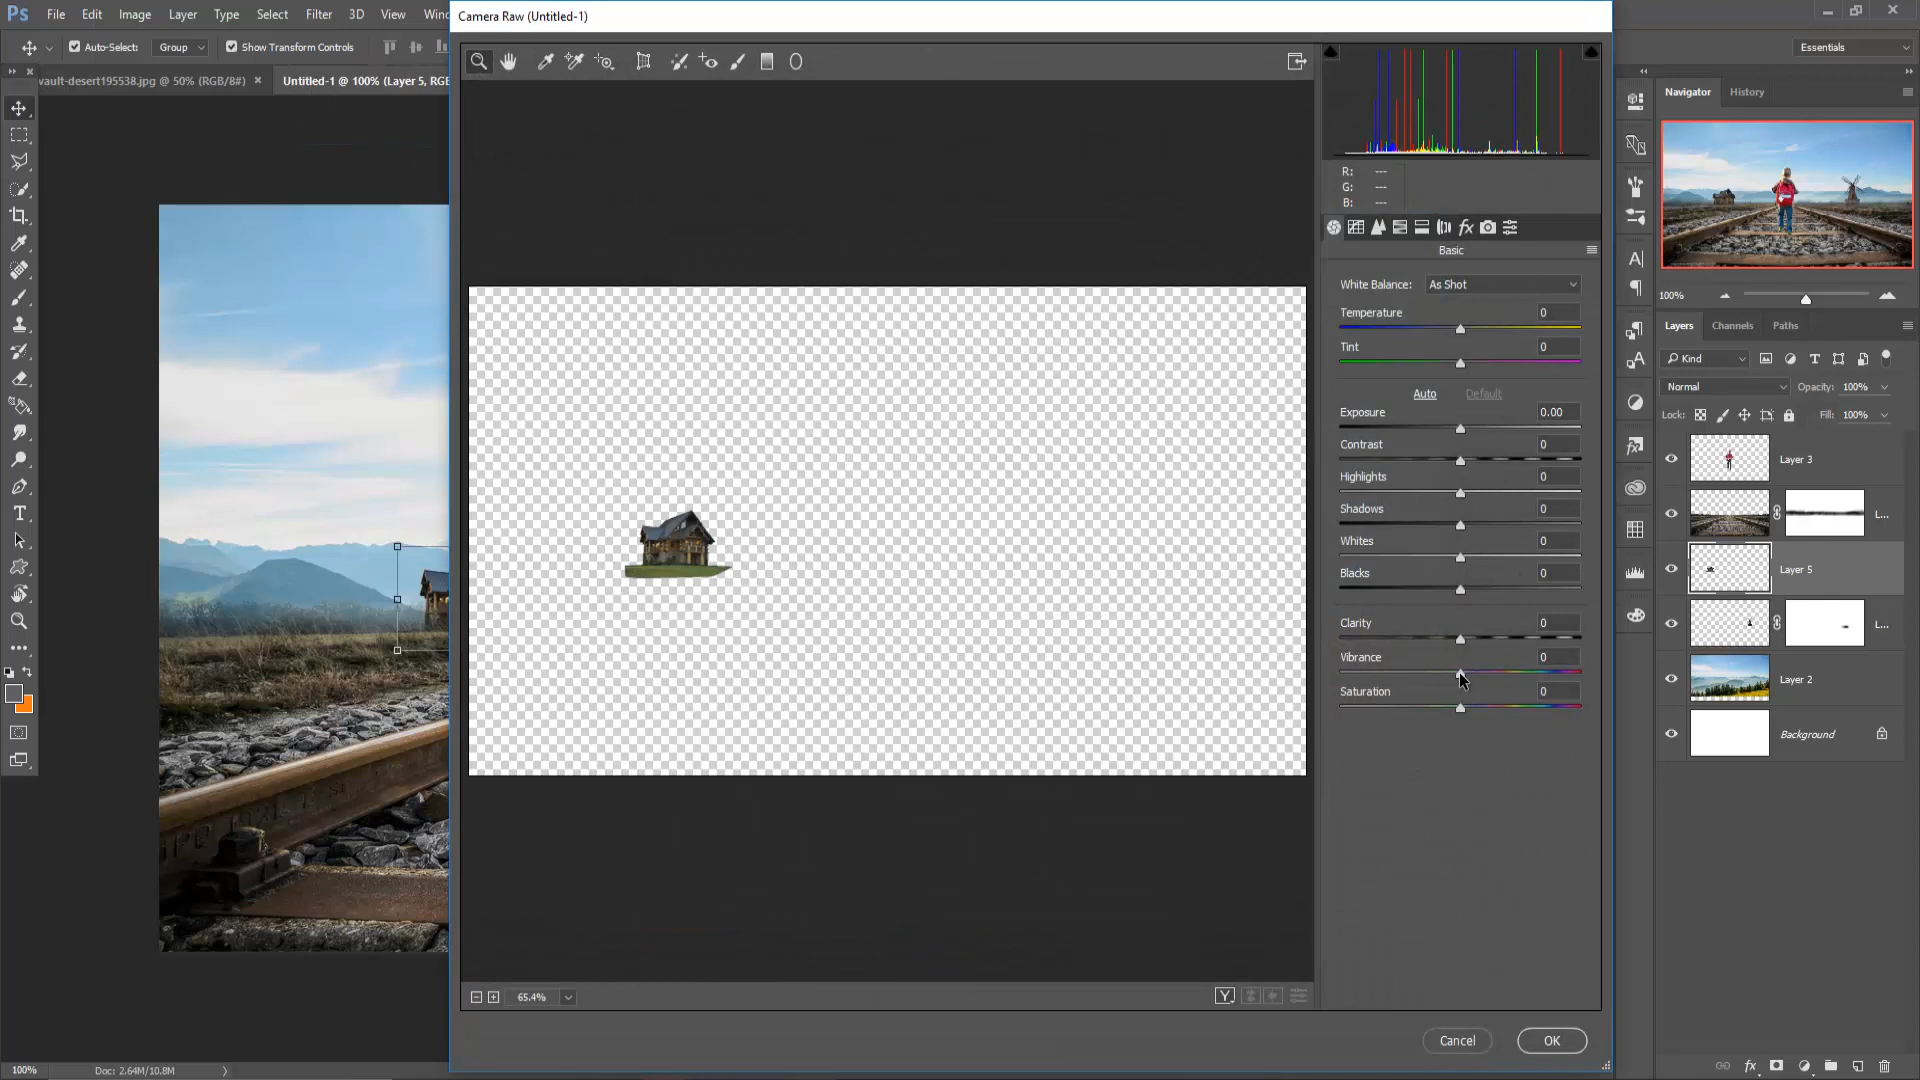 Ps File Edit Image Layer Type Select Filter 3D View Wind
Camera Raw (Untitled-1)
Auto-Select: Group Show Transform Controls
Essentials
vault-desert195538.jpg @ 50% (RGB/8#) × Untitled-1 @ 100% (Layer 5, RGB
R: ---
G: ---
B: ---
Basic
White Balance: As Shot
Temperature 0
Tint 0
Auto Default
Exposure 0.00
Contrast 0
Highlights 0
Shadows 0
Whites 0
Blacks 0
Clarity 0
Vibrance 0
Saturation 0
65.4%
Y
Cancel OK
Navigator History
100%
Layers Channels Paths
Kind
Normal Opacity: 100%
Lock: Fill: 100%
Layer 3
L...
Layer 5
L...
Layer 2
Background
fx
100% Doc: 2.64M/10.8M